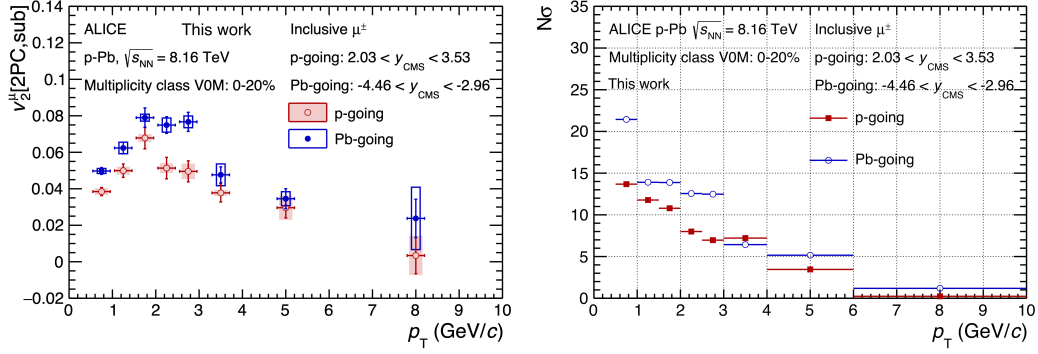 ALICE This work Inclusive μ±
p-Pb, √sNN = 8.16 TeV p-going: 2.03 < yCMS < 3.53
Multiplicity class V0M: 0-20% Pb-going: -4.46 < yCMS < -2.96
p-going
Pb-going
v2μ[2PC,sub]
0.14
0.12
0.1
0.08
0.06
0.04
0.02
0
−0.02
0 1 2 3 4 5 6 7 8 9 10
pT (GeV/c)
ALICE p-Pb √sNN = 8.16 TeV Inclusive μ±
Multiplicity class V0M: 0-20% p-going: 2.03 < yCMS < 3.53
This work Pb-going: -4.46 < yCMS < -2.96
p-going
Pb-going
Nσ
35
30
25
20
15
10
5
0
0 1 2 3 4 5 6 7 8 9 10
pT (GeV/c)